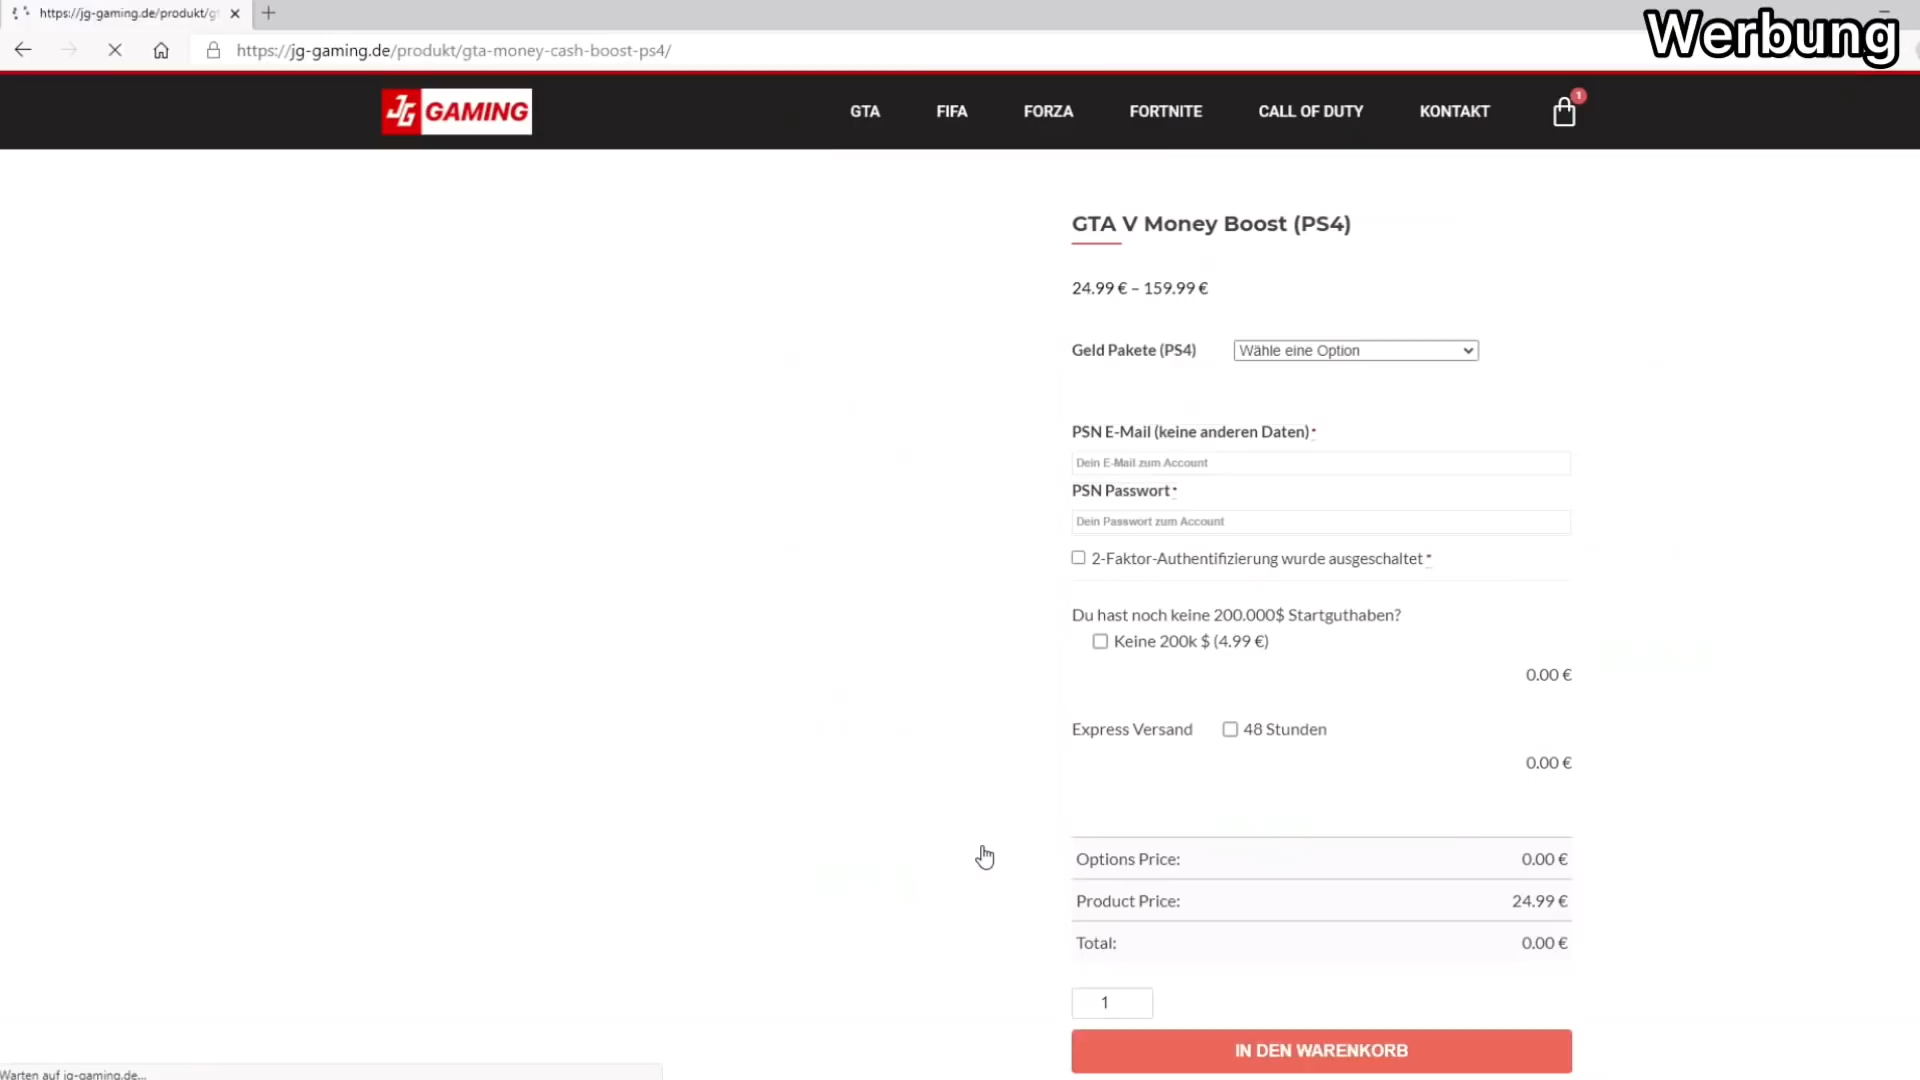 https://jg-gaming.de/produkt/gt
Werbung
https://jg-gaming.de/produkt/gta-money-cash-boost-ps4/
JG GAMING
GTA
FIFA
FORZA
FORTNITE
CALL OF DUTY
KONTAKT
1
GTA V Money Boost (PS4)
24.99 € – 159.99 €
Geld Pakete (PS4) Wähle eine Option
PSN E-Mail (keine anderen Daten)*
Dein E-Mail zum Account
PSN Passwort*
Dein Passwort zum Account
2-Faktor-Authentifizierung wurde ausgeschaltet*
Du hast noch keine 200.000$ Startguthaben?
Keine 200k $ (4.99 €)
0.00 €
Express Versand 48 Stunden
0.00 €
Options Price: 0.00 €
Product Price: 24.99 €
Total: 0.00 €
1
IN DEN WARENKORB
Warten auf jg-gaming.de...